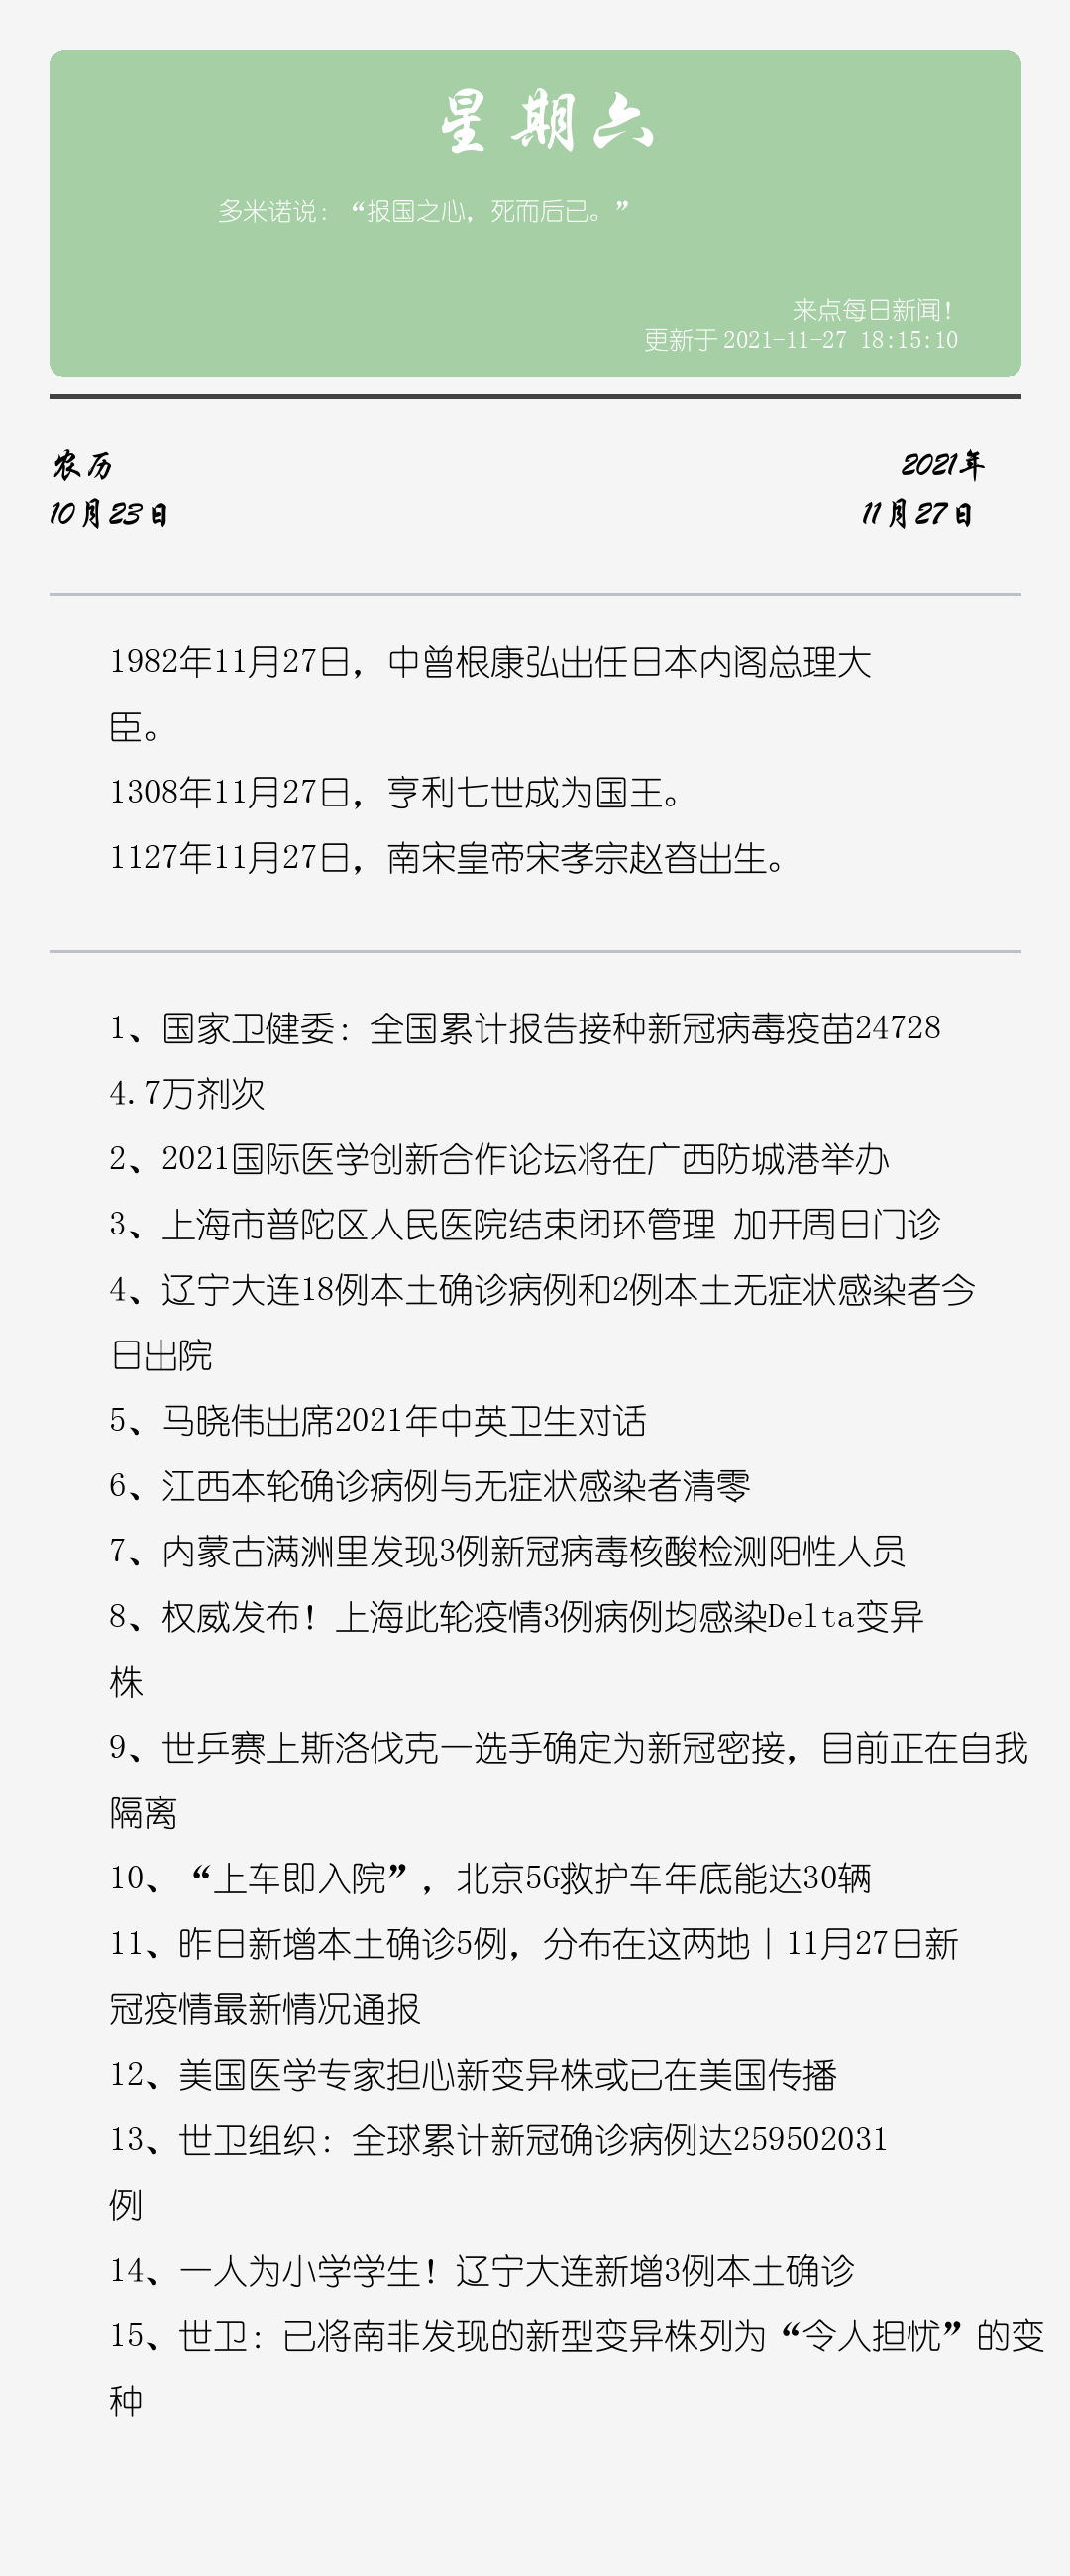 星期六
多米诺说：“报国之心，死而后已。”
来点每日新闻！
更新于 2021-11-27 18:15:10
农历
2021年
10月23日
11月27日
1982年11月27日，中曾根康弘出任日本内阁总理大
臣。
1308年11月27日，亨利七世成为国王。
1127年11月27日，南宋皇帝宋孝宗赵昚出生。
1、国家卫健委：全国累计报告接种新冠病毒疫苗24728
4.7万剂次
2、2021国际医学创新合作论坛将在广西防城港举办
3、上海市普陀区人民医院结束闭环管理 加开周日门诊
4、辽宁大连18例本土确诊病例和2例本土无症状感染者今
日出院
5、马晓伟出席2021年中英卫生对话
6、江西本轮确诊病例与无症状感染者清零
7、内蒙古满洲里发现3例新冠病毒核酸检测阳性人员
8、权威发布！上海此轮疫情3例病例均感染Delta变异
株
9、世乒赛上斯洛伐克一选手确定为新冠密接，目前正在自我
隔离
10、“上车即入院”，北京5G救护车年底能达30辆
11、昨日新增本土确诊5例，分布在这两地丨11月27日新
冠疫情最新情况通报
12、美国医学专家担心新变异株或已在美国传播
13、世卫组织：全球累计新冠确诊病例达259502031
例
14、一人为小学学生！辽宁大连新增3例本土确诊
15、世卫：已将南非发现的新型变异株列为“令人担忧”的变
种